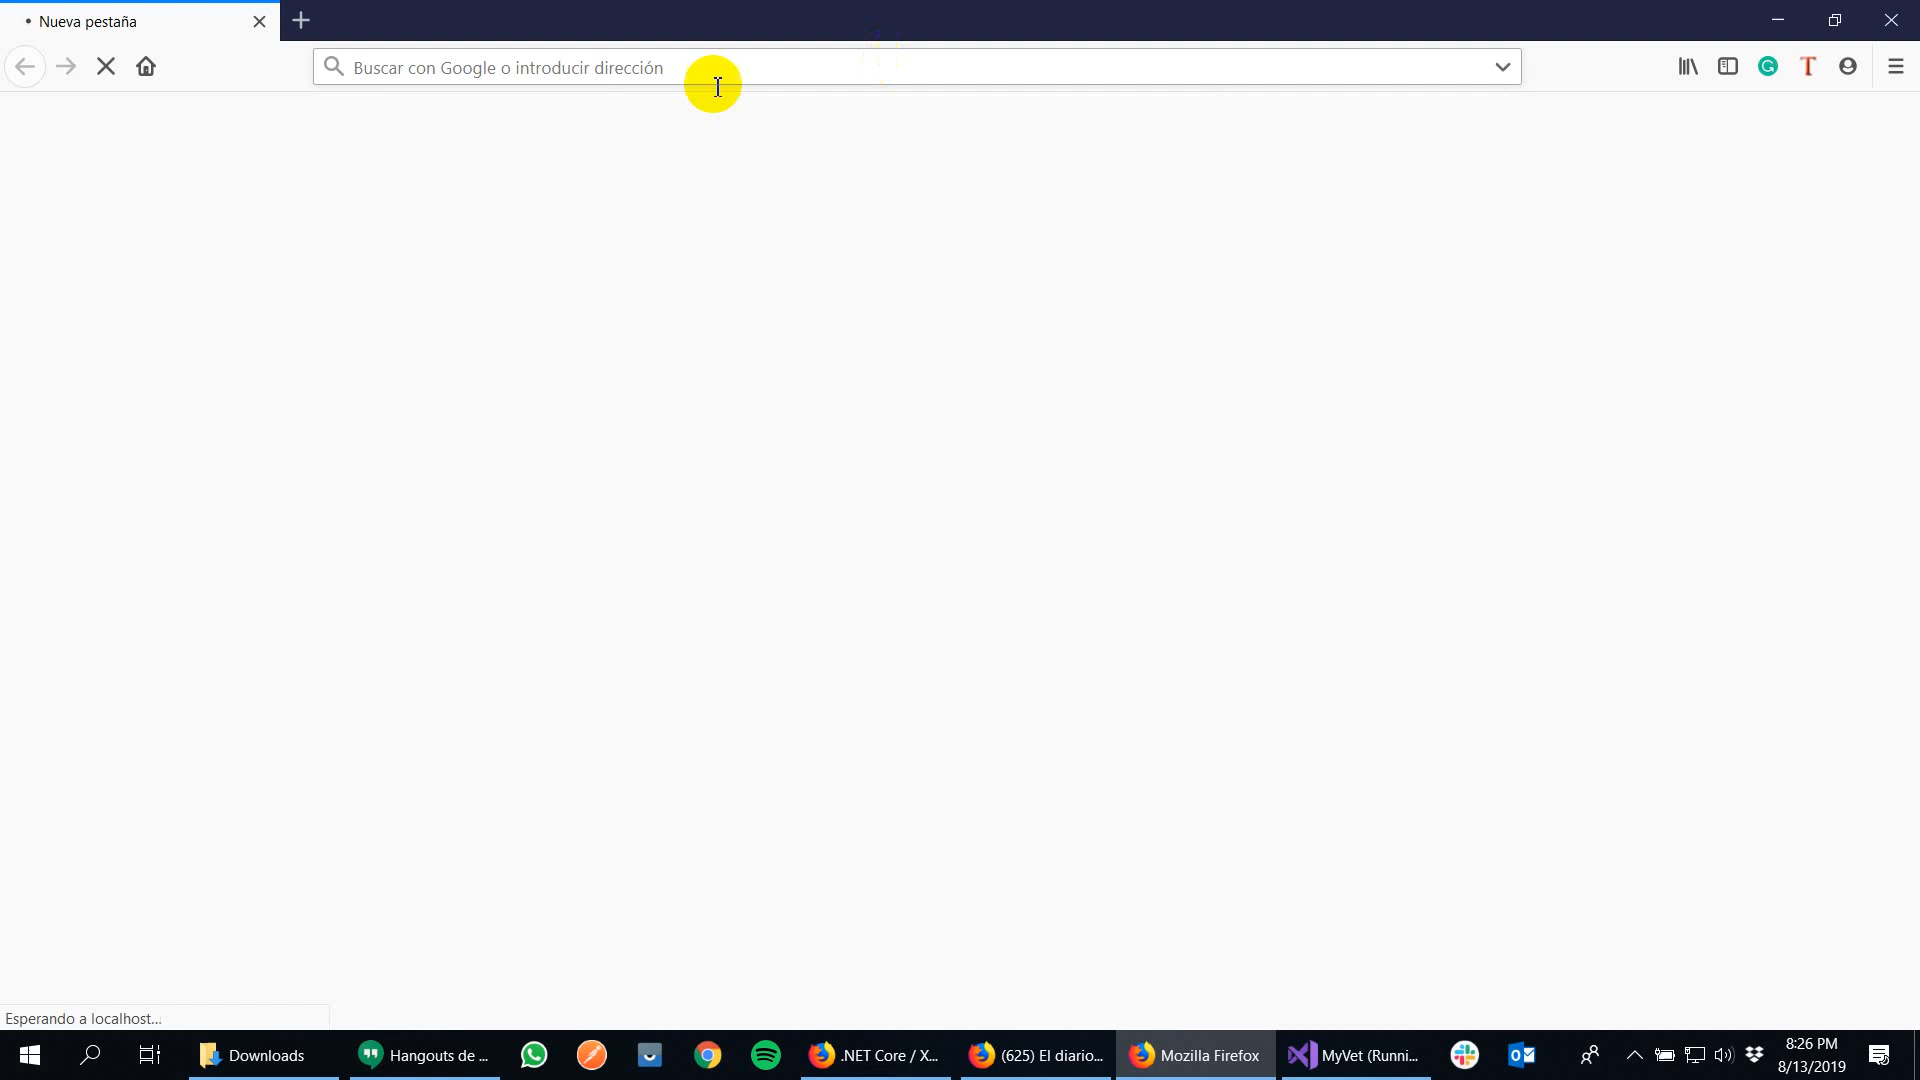 Nueva pestaña
Buscar con Google o introducir dirección
Esperando a localhost...
Downloads
Hangouts de ...
.NET Core / X...
(625) El diario...
Mozilla Firefox
MyVet (Runni...
8:26 PM
8/13/2019